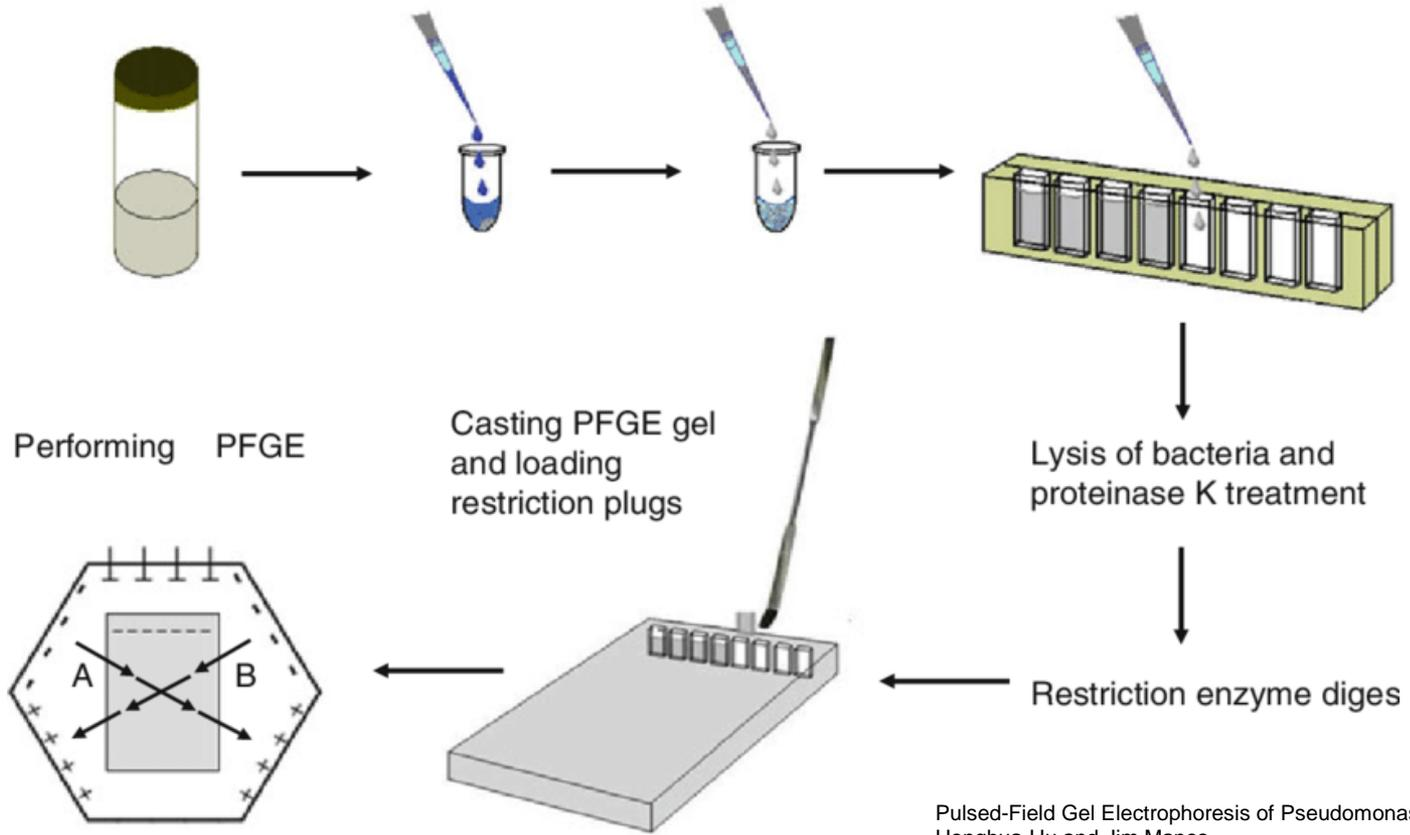 Casting PFGE gel
and loading
restriction plugs
Performing PFGE
Lysis of bacteria and
proteinase K treatment
A
B
Restriction enzyme diges
Pulsed-Field Gel Electrophoresis of Pseudomonas